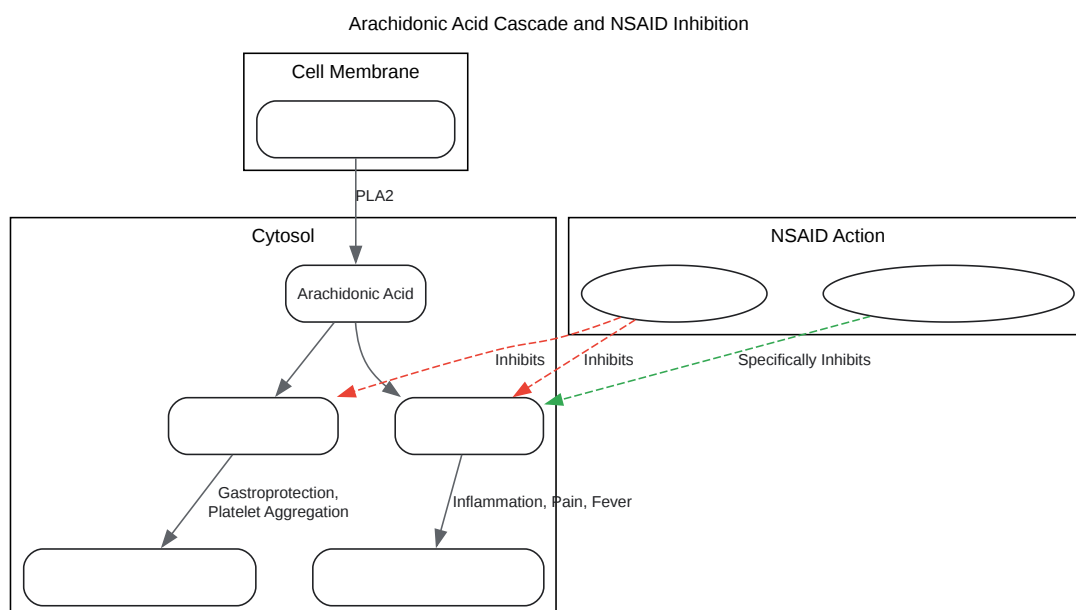 Arachidonic Acid Cascade and NSAID Inhibition
Cell Membrane
PLA2
Cytosol
NSAID Action
Arachidonic Acid
Inhibits
Inhibits
Specifically Inhibits
Gastroprotection,
Platelet Aggregation
Inflammation, Pain, Fever